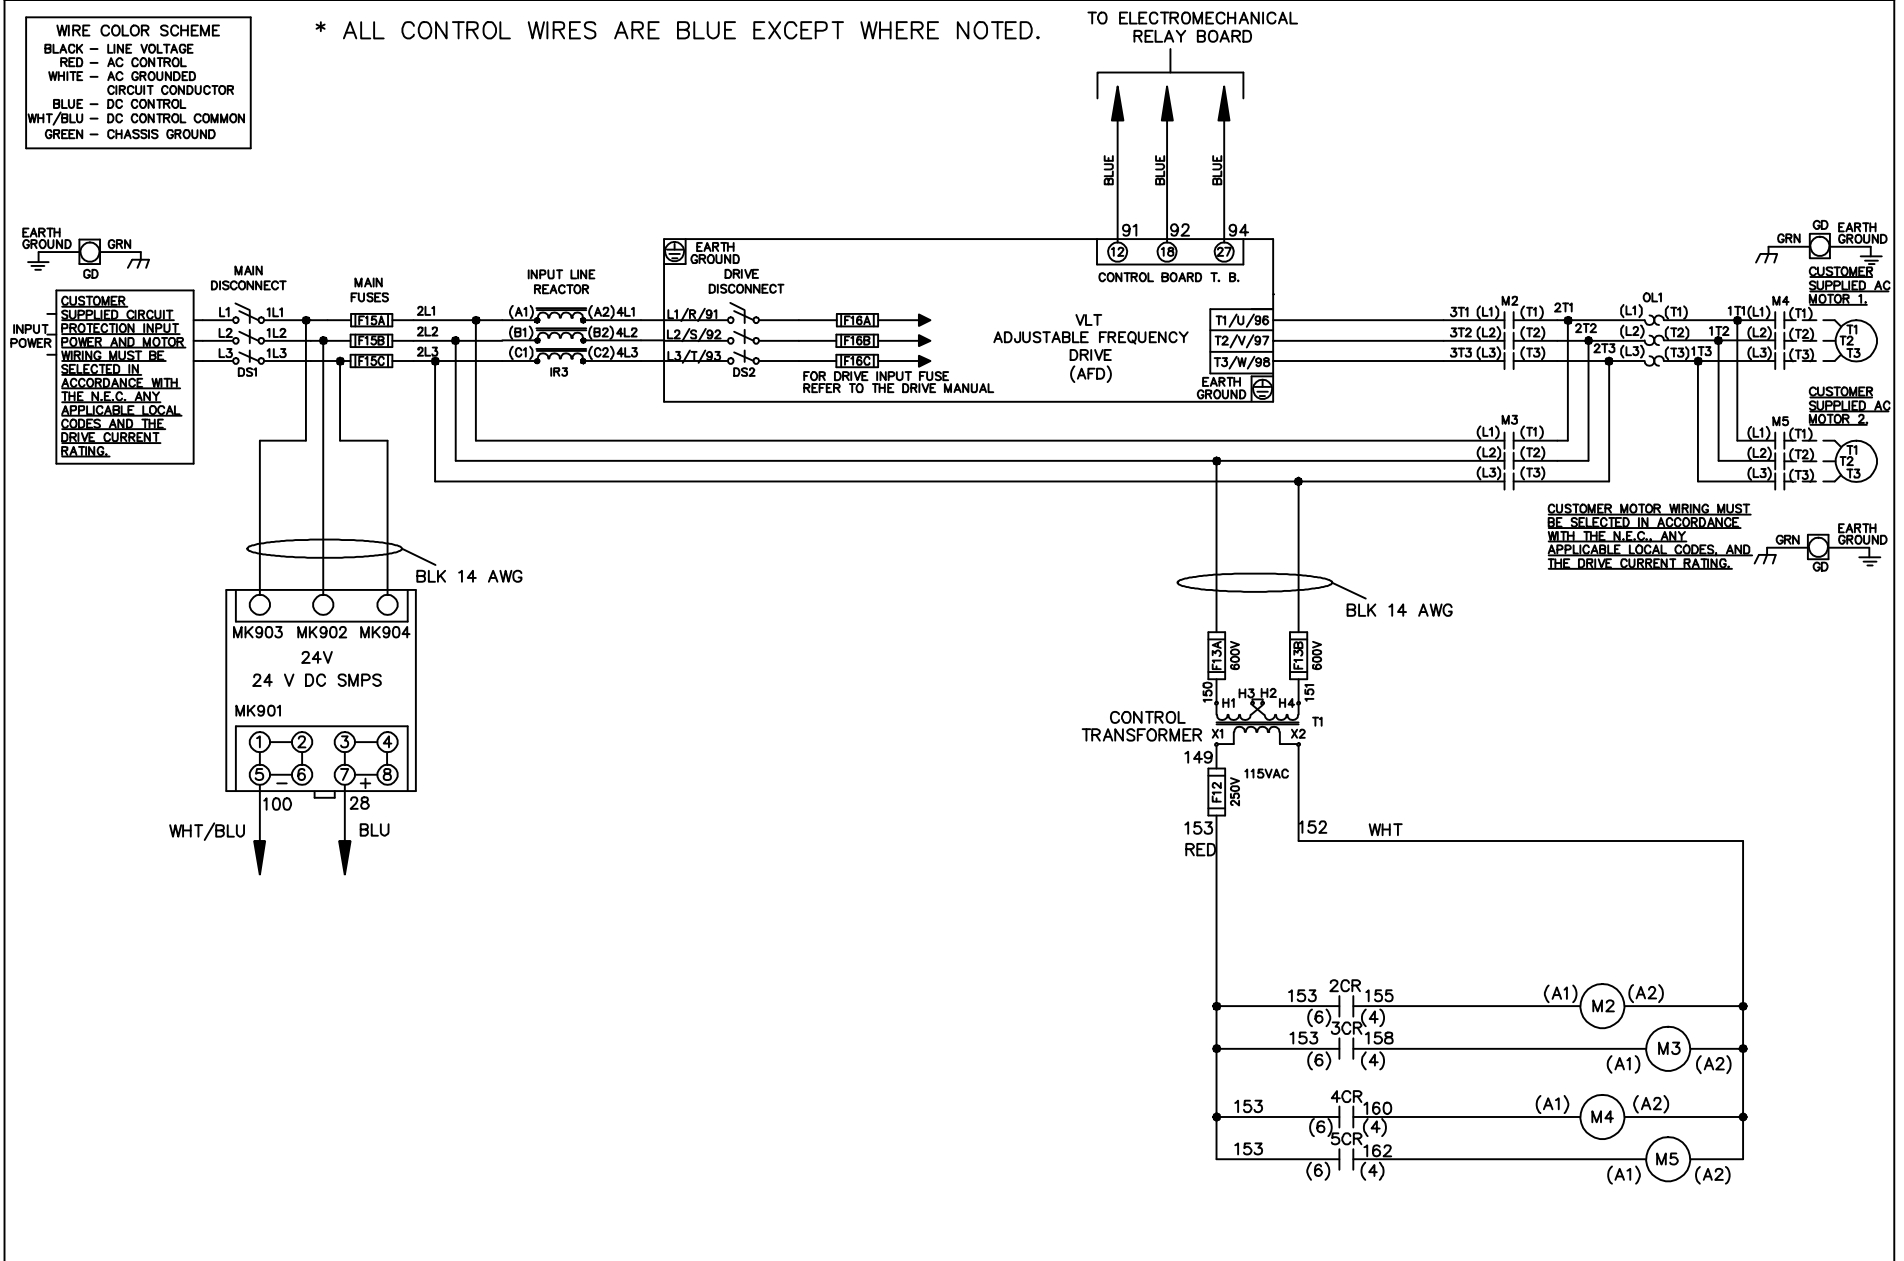 WIRE COLOR SCHEME
BLACK – LINE VOLTAGE
RED – AC CONTROL
WHITE – AC GROUNDED
CIRCUIT CONDUCTOR
BLUE – DC CONTROL
WHT/BLU – DC CONTROL COMMON
GREEN – CHASSIS GROUND
* ALL CONTROL WIRES ARE BLUE EXCEPT WHERE NOTED.
TO ELECTROMECHANICAL
RELAY BOARD
BLUE
BLUE
BLUE
91 92 94
12 18 27
CONTROL BOARD T. B.
EARTH
GROUND
GRN
GD
INPUT
POWER
CUSTOMER
SUPPLIED CIRCUIT
PROTECTION INPUT
POWER AND MOTOR
WIRING MUST BE
SELECTED IN
ACCORDANCE WITH
THE N.E.C. ANY
APPLICABLE LOCAL
CODES AND THE
DRIVE CURRENT
RATING.
MAIN
DISCONNECT
L1 1L1
L2 1L2
L3 1L3
DS1
MAIN
FUSES
F15A
F15B
F15C
2L1
2L2
2L3
INPUT LINE
REACTOR
(A1) (A2) 4L1
(B1) (B2) 4L2
(C1) (C2) 4L3
IR3
EARTH
GROUND
DRIVE
DISCONNECT
L1/R/91
L2/S/92
L3/T/93
DS2
F16A
F16B
F16C
FOR DRIVE INPUT FUSE
REFER TO THE DRIVE MANUAL
VLT
ADJUSTABLE FREQUENCY
DRIVE
(AFD)
T1/U/96
T2/V/97
T3/W/98
EARTH
GROUND
M2
3T1 (L1) (T1) 2T1
3T2 (L2) (T2) 2T2
3T3 (L3) (T3) 2T3
OL1
(L1) (T1) 1T1
(L2) (T2) 1T2
(L3) (T3) 1T3
M4
(L1) (T1)
(L2) (T2)
(L3) (T3)
T1
T2
T3
GRN
GD
EARTH
GROUND
CUSTOMER
SUPPLIED AC
MOTOR 1.
M3
(L1) (T1)
(L2) (T2)
(L3) (T3)
CUSTOMER
SUPPLIED AC
MOTOR 2.
M5
(L1) (T1)
(L2) (T2)
(L3) (T3)
T1
T2
T3
CUSTOMER MOTOR WIRING MUST
BE SELECTED IN ACCORDANCE
WITH THE N.E.C., ANY
APPLICABLE LOCAL CODES, AND
THE DRIVE CURRENT RATING.
GRN
GD
EARTH
GROUND
BLK 14 AWG
MK903 MK902 MK904
24V
24 V DC SMPS
MK901
1 2 3 4
5 – 6 7 + 8
100 28
WHT/BLU BLU
BLK 14 AWG
F13A
600V
F13B
600V
150
151
H1 H3 H2 H4
CONTROL
TRANSFORMER
T1
X1 X2
149
115VAC
F12
250V
153
RED
152 WHT
153 2CR 155 (A1) M2 (A2)
(6) (4)
153 3CR 158 (A1) M3 (A2)
(6) (4)
153 4CR 160 (A1) M4 (A2)
(6) (4)
153 5CR 162 (A1) M5 (A2)
(6) (4)